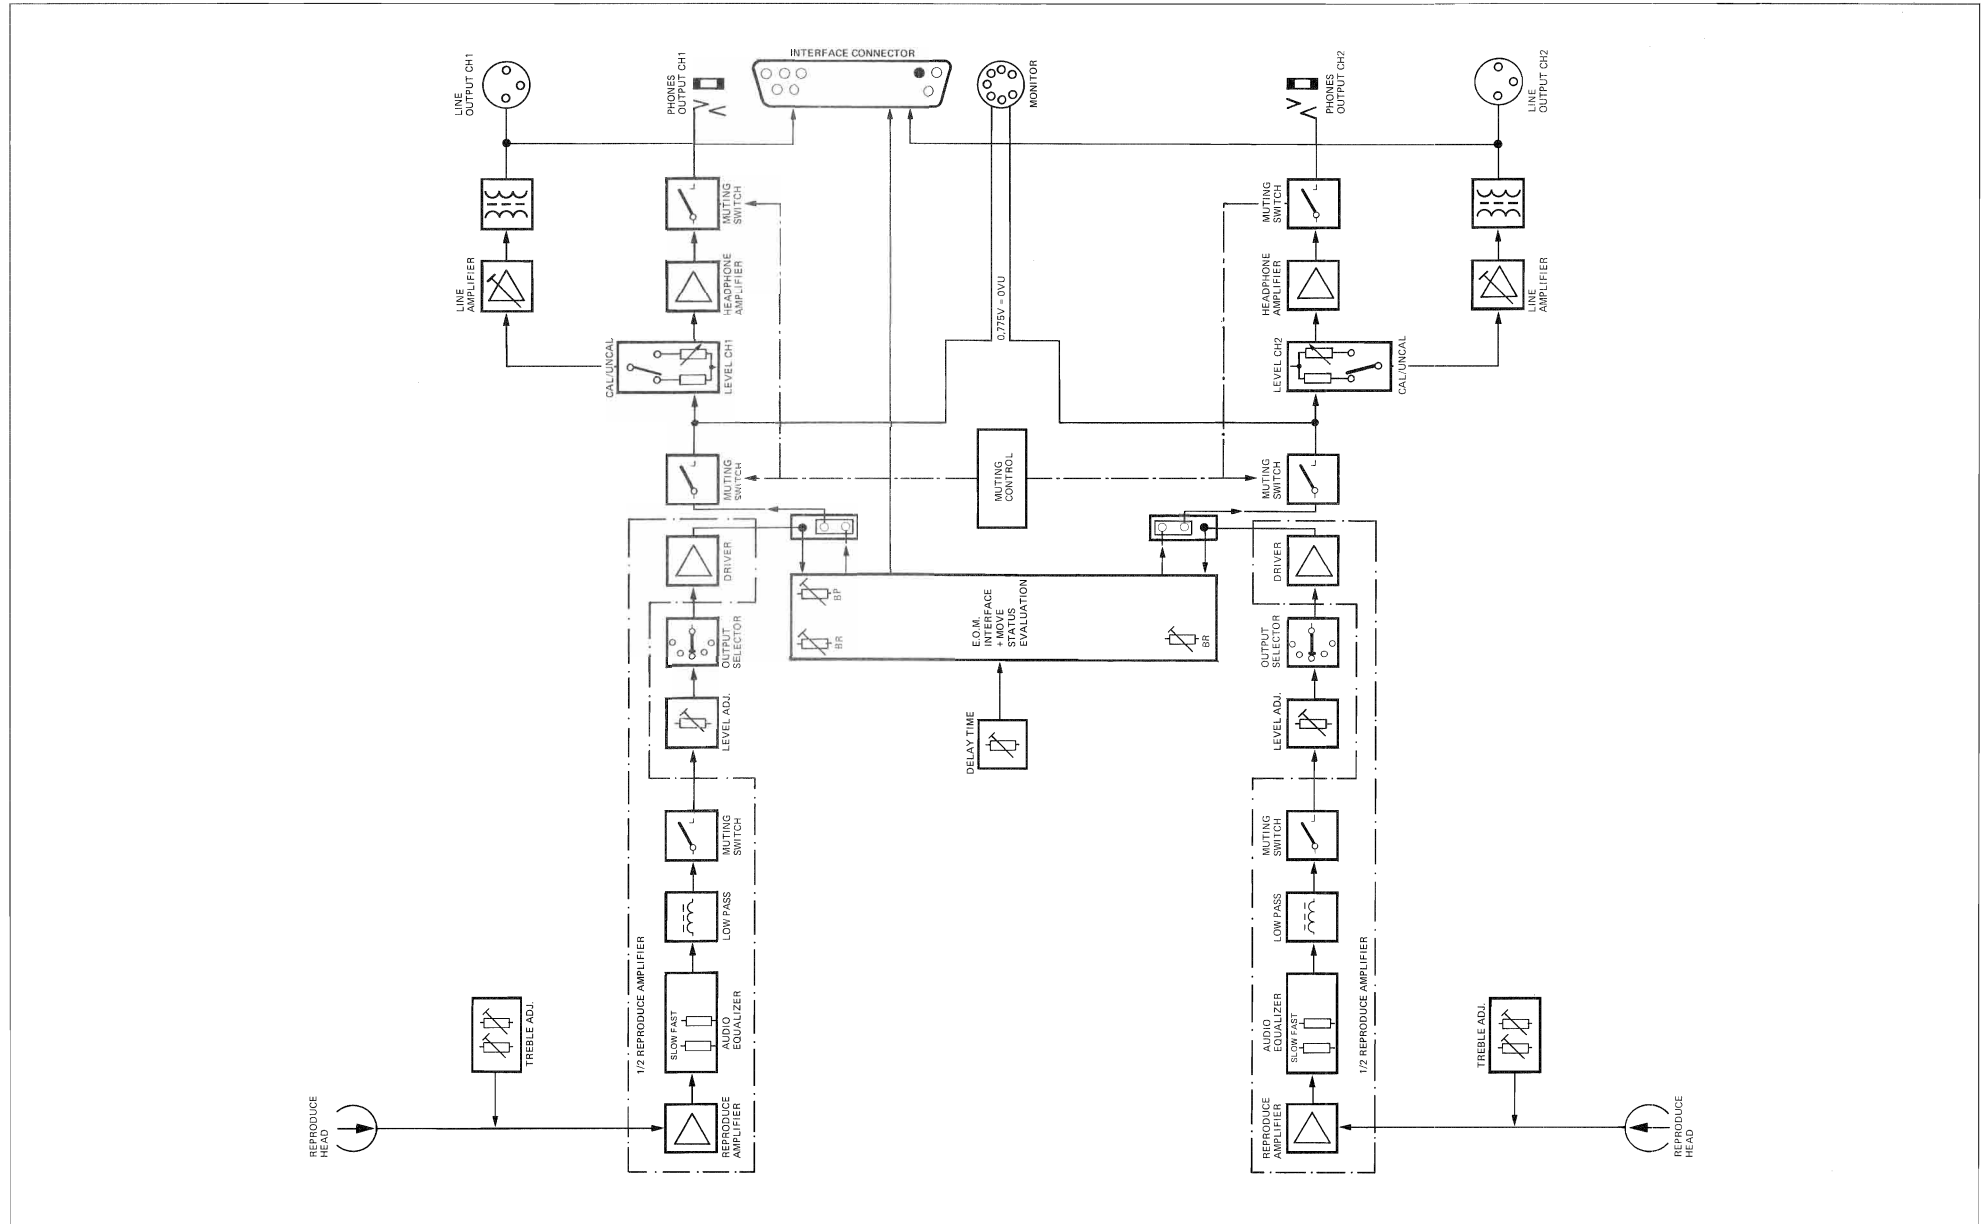 INTERFACE CONNECTOR
LINE
OUTPUT CH1
PHONES
OUTPUT CH1
MONITOR
PHONES
OUTPUT CH2
LINE
OUTPUT CH2
MUTING
SWITCH
MUTING
SWITCH
LINE
AMPLIFIER
HEADPHONE
AMPLIFIER
0,775V = 0VU
HEADPHONE
AMPLIFIER
LINE
AMPLIFIER
CAL/UNCAL
LEVEL CH1
LEVEL CH2
CAL/UNCAL
MUTING
SWITCH
MUTING
CONTROL
MUTING
SWITCH
DRIVER
DRIVER
BP
BR
E.O.M.
INTERFACE
+ MOVE
STATUS
EVALUATION
BR
OUTPUT
SELECTOR
OUTPUT
SELECTOR
LEVEL ADJ.
DELAY TIME
LEVEL ADJ.
MUTING
SWITCH
MUTING
SWITCH
LOW PASS
LOW PASS
1/2 REPRODUCE AMPLIFIER
1/2 REPRODUCE AMPLIFIER
TREBLE ADJ.
SLOW FAST
AUDIO
EQUALIZER
AUDIO
EQUALIZER
SLOW FAST
TREBLE ADJ.
REPRODUCE
HEAD
REPRODUCE
AMPLIFIER
REPRODUCE
AMPLIFIER
REPRODUCE
HEAD